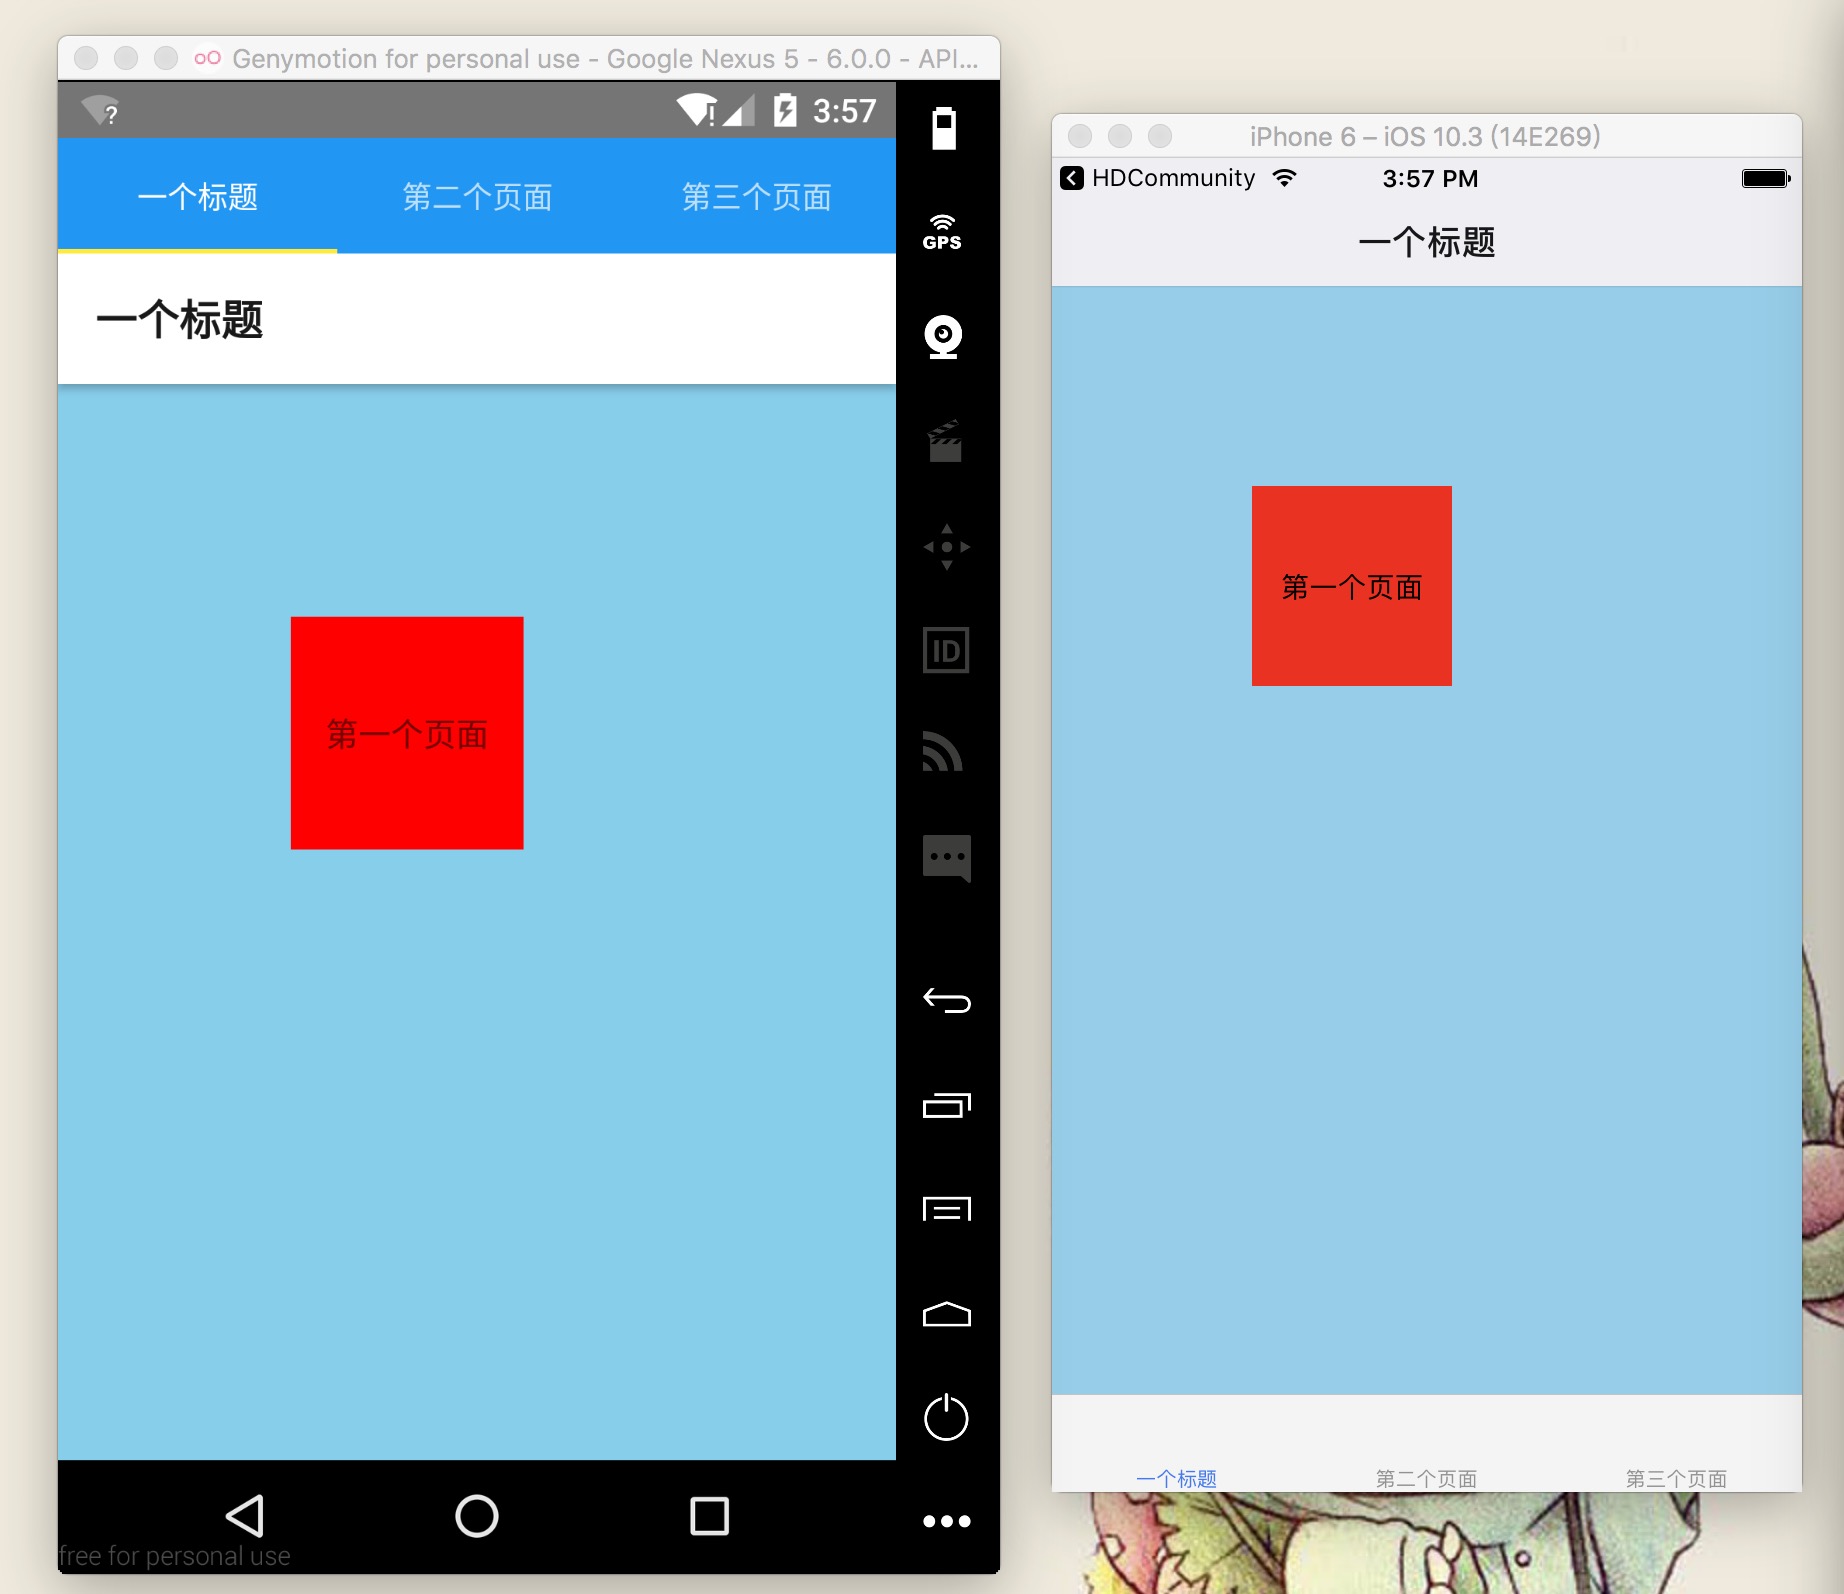 Genymotion for personal use - Google Nexus 5 - 6.0.0 - API...
? ! 3:57
一个标题 第二个页面 第三个页面
一个标题
第一个页面
GPS
ID
free for personal use
iPhone 6 – iOS 10.3 (14E269)
HDCommunity 3:57 PM
一个标题
第一个页面
一个标题 第二个页面 第三个页面